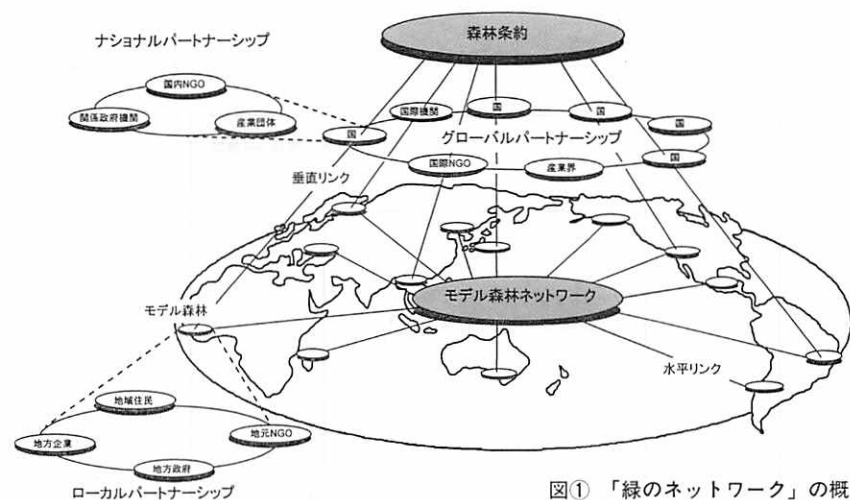 森林条約
ナショナルパートナーシップ
国内NGO
関係政府機関
産業団体
国
国際機関
国
国
国
グローバルパートナーシップ
国際NGO
産業界
国
垂直リンク
モデル森林ネットワーク
モデル森林
水平リンク
地域住民
地方企業
地元NGO
地方政府
ローカルパートナーシップ
図① 「緑のネットワーク」の概